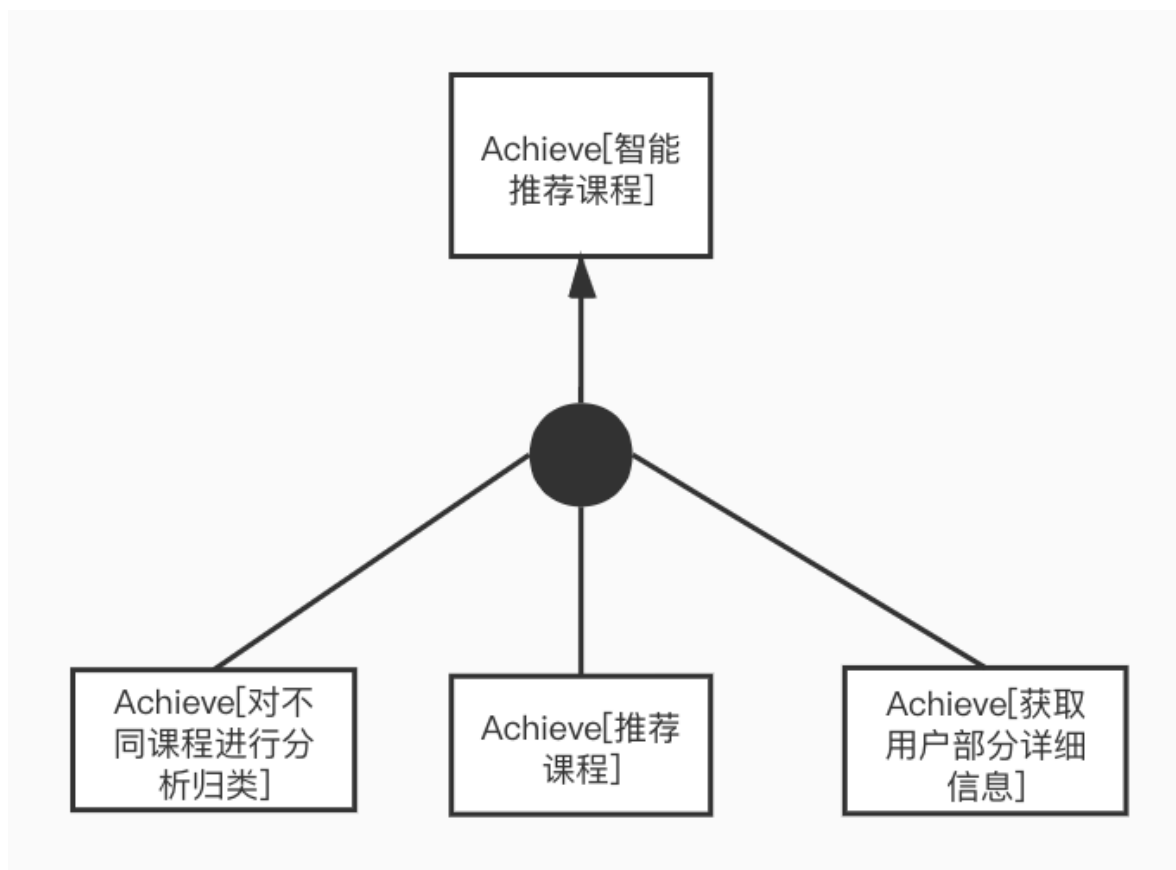 Achieve[智能
推荐课程]
Achieve[对不
同课程进行分
析归类]
Achieve[推荐
课程]
Achieve[获取
用户部分详细
信息]